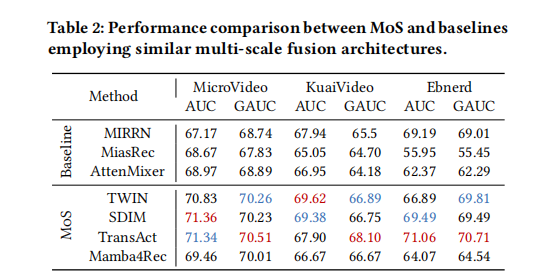 Table 2: Performance comparison between MoS and baselines
employing similar multi-scale fusion architectures.
Method MicroVideo KuaiVideo Ebnerd
AUC GAUC AUC GAUC AUC GAUC
Baseline
MIRRN 67.17 68.74 67.94 65.5 69.19 69.01
MiasRec 68.67 67.83 65.05 64.70 55.95 55.45
AttenMixer 68.97 68.89 66.95 64.18 62.37 62.29
MoS
TWIN 70.83 70.26 69.62 66.89 66.89 69.81
SDIM 71.36 70.23 69.38 66.75 69.49 69.49
TransAct 71.34 70.51 67.90 68.10 71.06 70.71
Mamba4Rec 69.46 70.01 66.67 66.67 64.07 64.54